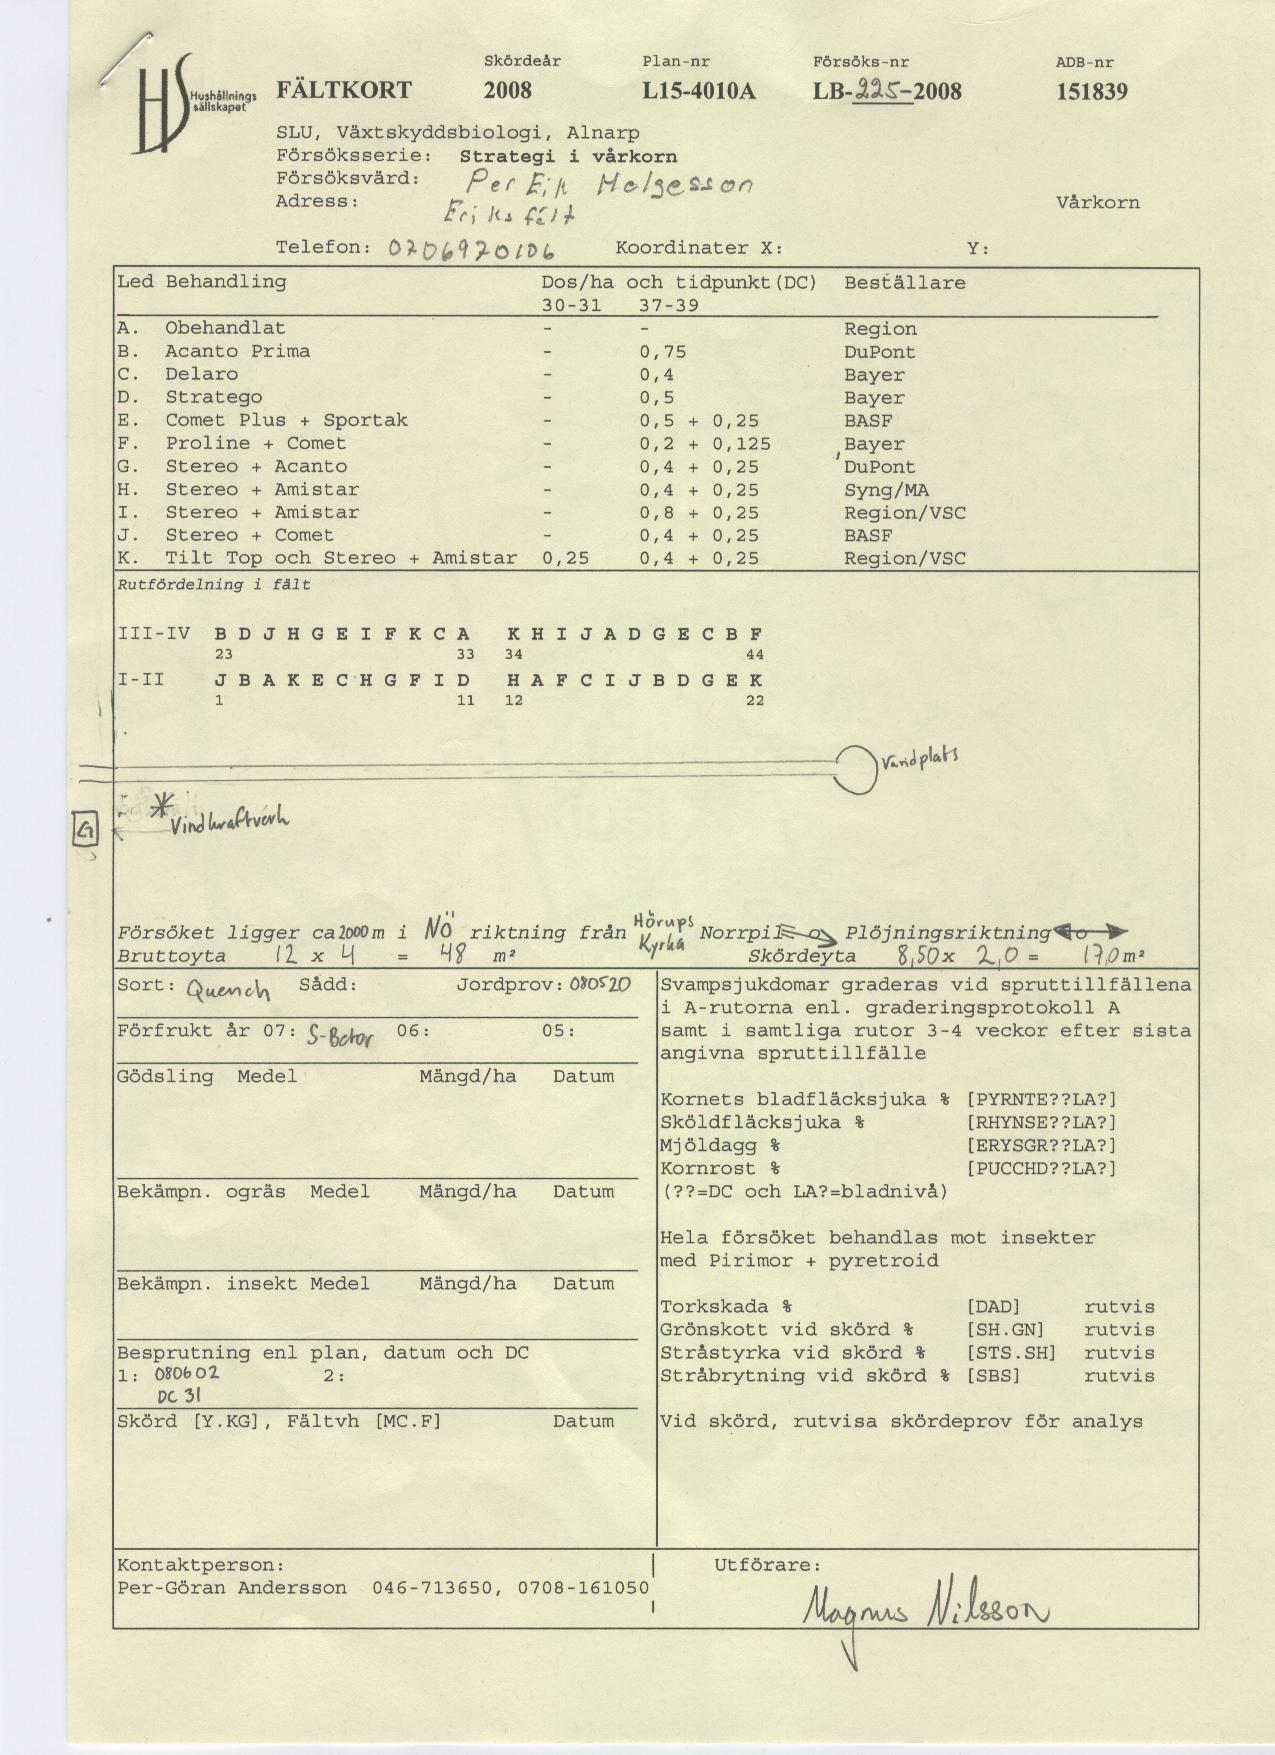 Skördeår Plan-nr Försöks-nr ADB-nr
HS Hushållnings sällskapet FÄLTKORT 2008 L15-4010A LB-225-2008 151839
SLU, Växtskyddsbiologi, Alnarp
Försöksserie: Strategi i vårkorn
Försöksvärd: Per Eik Helgesson
Adress: Eriksfält Vårkorn
Telefon: 0706970106 Koordinater X: Y:
Led Behandling Dos/ha och tidpunkt(DC) Beställare
30-31 37-39
A. Obehandlat - - Region
B. Acanto Prima - 0,75 DuPont
C. Delaro - 0,4 Bayer
D. Stratego - 0,5 Bayer
E. Comet Plus + Sportak - 0,5 + 0,25 BASF
F. Proline + Comet - 0,2 + 0,125 Bayer
G. Stereo + Acanto - 0,4 + 0,25 DuPont
H. Stereo + Amistar - 0,4 + 0,25 Syng/MA
I. Stereo + Amistar - 0,8 + 0,25 Region/VSC
J. Stereo + Comet - 0,4 + 0,25 BASF
K. Tilt Top och Stereo + Amistar 0,25 0,4 + 0,25 Region/VSC
Rutfördelning i fält
III-IV B D J H G E I F K C A K H I J A D G E C B F
23 33 34 44
I-II J B A K E C H G F I D H A F C I J B D G E K
1 11 12 22
Vändplats
Vindkraftverk
G
Försöket ligger ca 2000 m i NÖ riktning från Hörups Kyrka Norrpil Plöjningsriktning
Bruttoyta 12 x 4 = 48 m² Skördeyta 8,50 x 2,0 = 17,0 m²
Sort: Quench Sådd: Jordprov: 080520
Förfrukt år 07: S-Betor 06: 05:
Gödsling Medel Mängd/ha Datum
Bekämpn. ogräs Medel Mängd/ha Datum
Bekämpn. insekt Medel Mängd/ha Datum
Besprutning enl plan, datum och DC
1: 080602 2:
DC 31
Skörd [Y.KG], Fältvh [MC.F] Datum
Svampsjukdomar graderas vid spruttillfällena
i A-rutorna enl. graderingsprotokoll A
samt i samtliga rutor 3-4 veckor efter sista
angivna spruttillfälle
Kornets bladfläcksjuka % [PYRNTE??LA?]
Sköldfläcksjuka % [RHYNSE??LA?]
Mjöldagg % [ERYSGR??LA?]
Kornrost % [PUCCHD??LA?]
(??=DC och LA?=bladnivå)
Hela försöket behandlas mot insekter
med Pirimor + pyretroid
Torkskada % [DAD] rutvis
Grönskott vid skörd % [SH.GN] rutvis
Stråstyrka vid skörd % [STS.SH] rutvis
Stråbrytning vid skörd % [SBS] rutvis
Vid skörd, rutvisa skördeprov för analys
Kontaktperson: Utförare:
Per-Göran Andersson 046-713650, 0708-161050
Magnus Nilsson